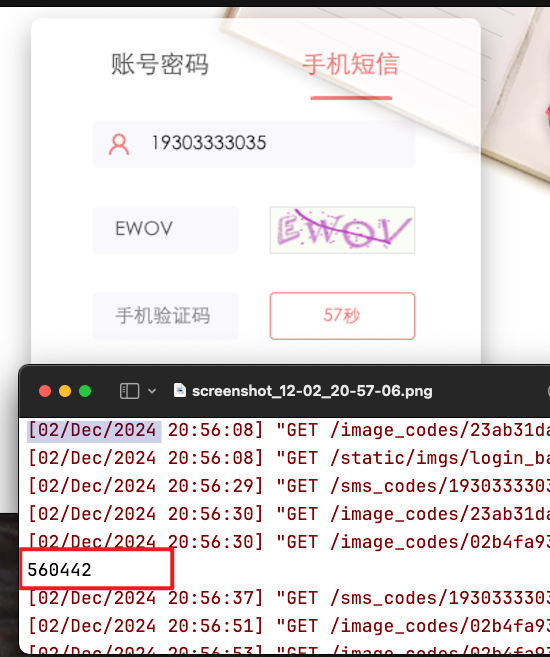 账号密码 手机短信
19303333035
EWOV EWOV
手机验证码 57秒
screenshot_12-02_20-57-06.png
[02/Dec/2024 20:56:08] "GET /image_codes/23ab31da
[02/Dec/2024 20:56:08] "GET /static/imgs/login_ba
[02/Dec/2024 20:56:29] "GET /sms_codes/1930333303
[02/Dec/2024 20:56:30] "GET /image_codes/23ab31da
[02/Dec/2024 20:56:30] "GET /image_codes/02b4fa93
560442
[02/Dec/2024 20:56:37] "GET /sms_codes/1930333303
[02/Dec/2024 20:56:51] "GET /image_codes/02b4fa93
[02/Dec/2024 20:56:53] "GET /image_codes/02b4fa93